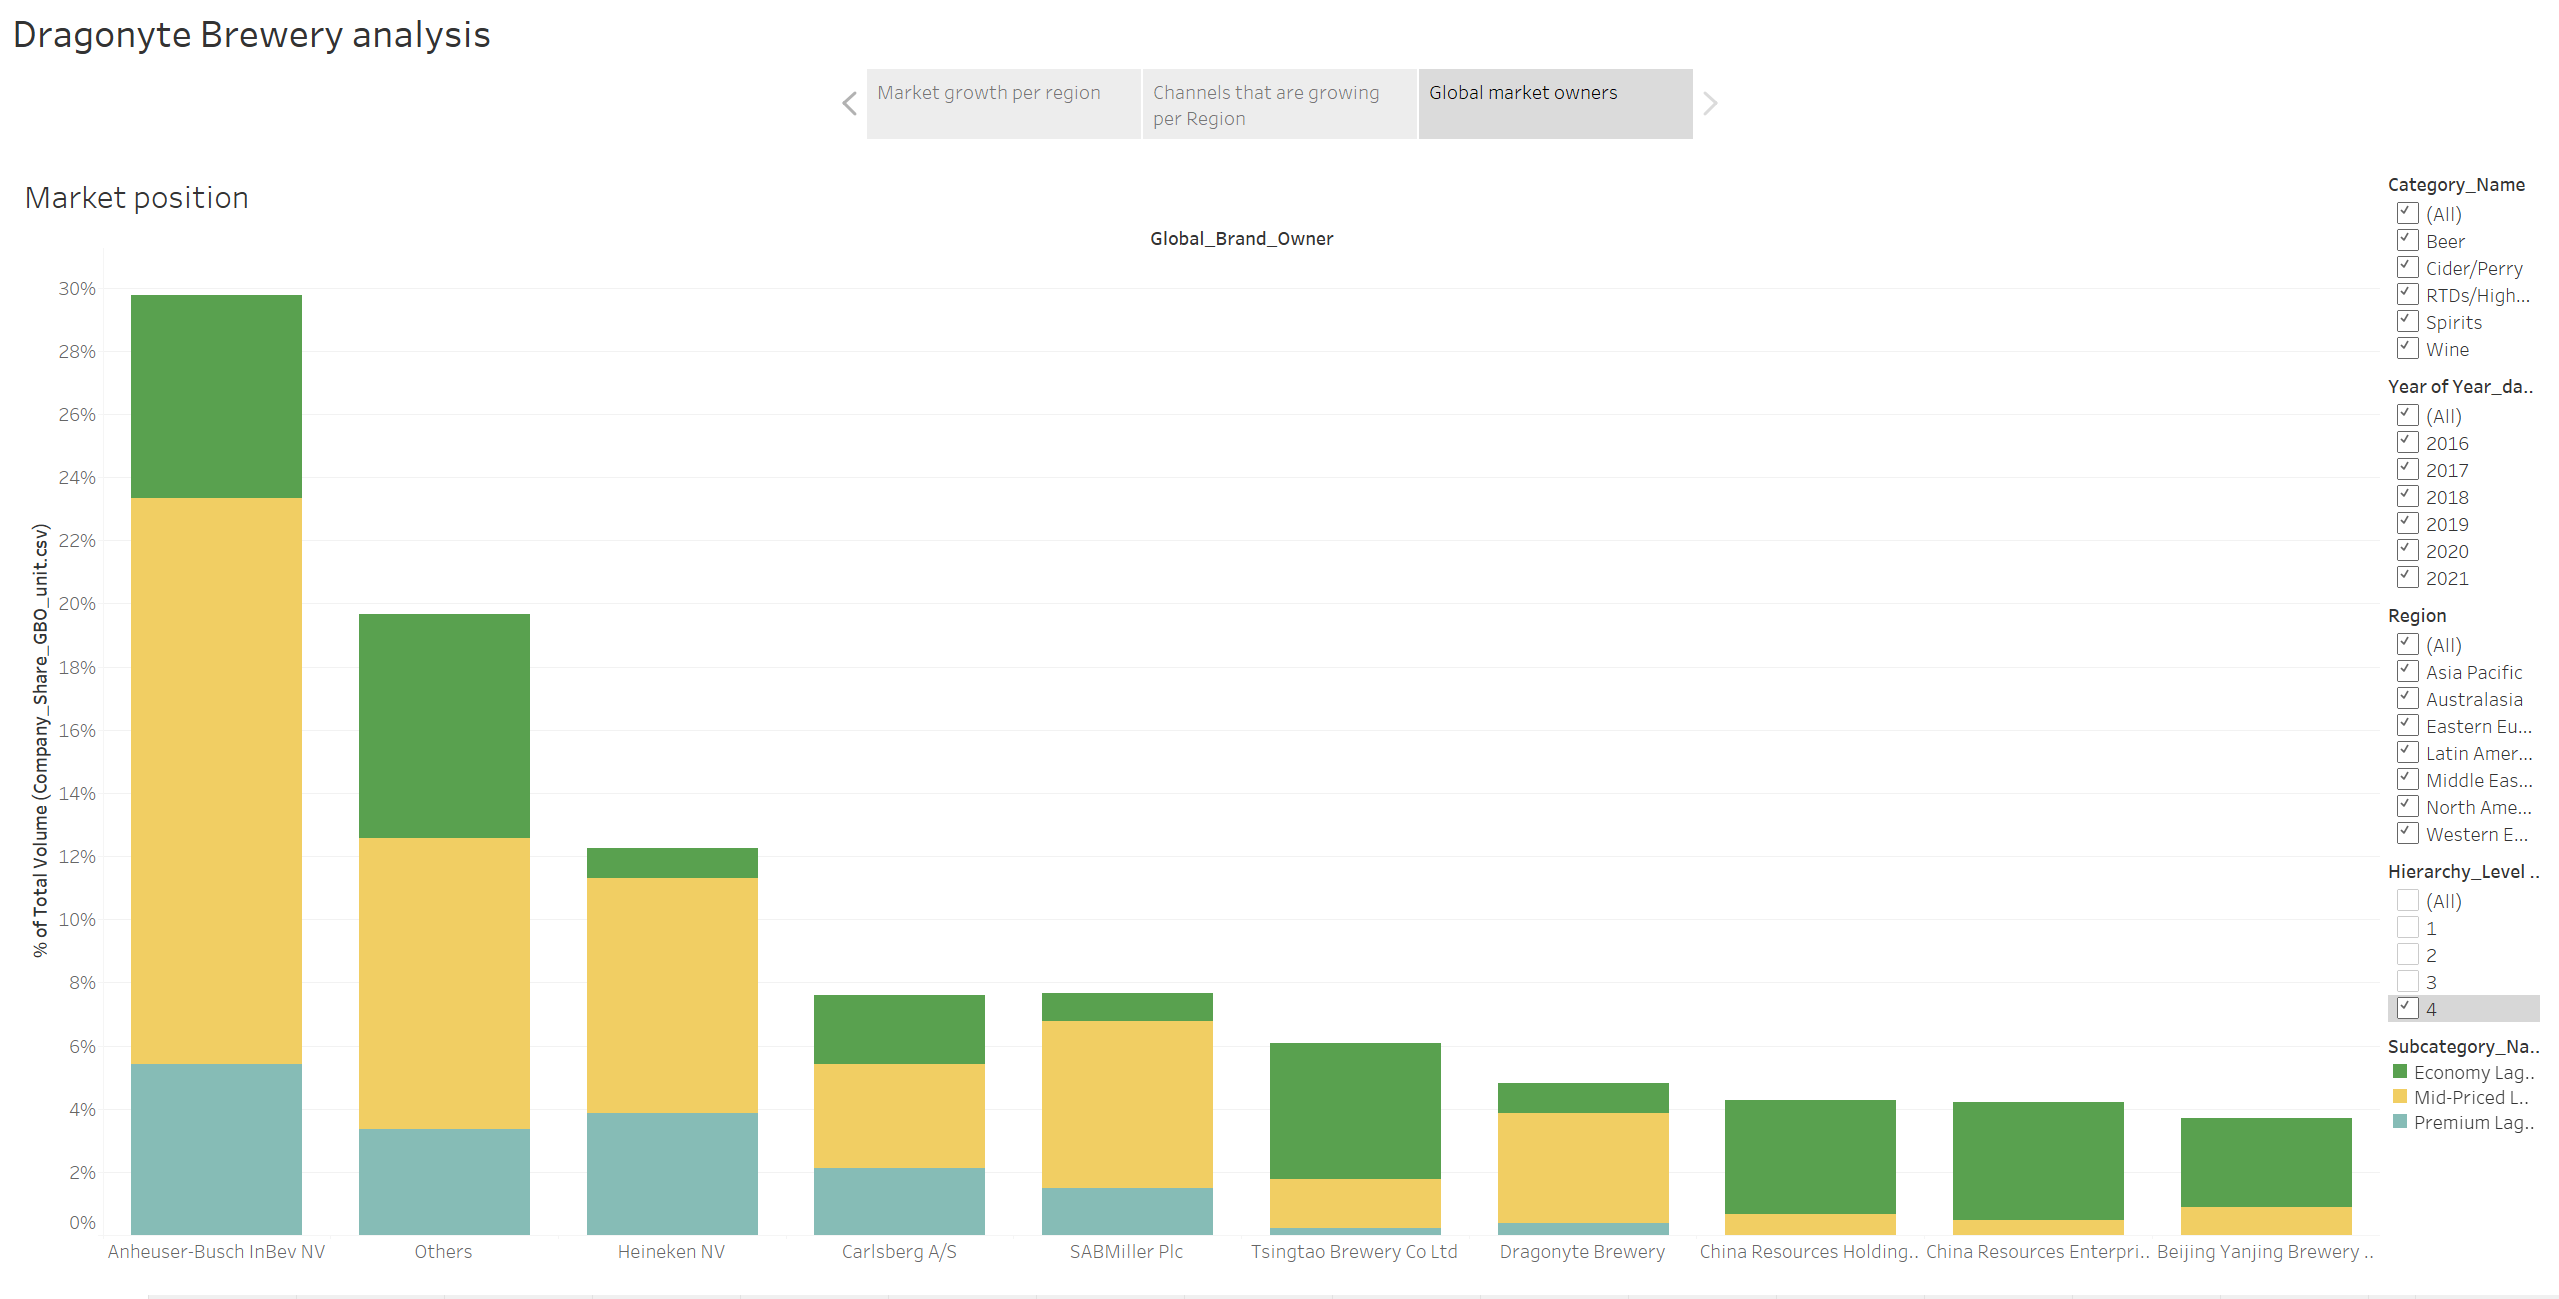 Dragonyte Brewery analysis
Market growth per region
Channels that are growing
per Region
Global market owners
Market position
Global_Brand_Owner
% of Total Volume (Company_Share_GBO_unit.csv)
30%
28%
26%
24%
22%
20%
18%
16%
14%
12%
10%
8%
6%
4%
2%
0%
Anheuser-Busch InBev NV
Others
Heineken NV
Carlsberg A/S
SABMiller Plc
Tsingtao Brewery Co Ltd
Dragonyte Brewery
China Resources Holding..
China Resources Enterpri..
Beijing Yanjing Brewery ..
Category_Name
(All)
Beer
Cider/Perry
RTDs/High...
Spirits
Wine
Year of Year_da..
(All)
2016
2017
2018
2019
2020
2021
Region
(All)
Asia Pacific
Australasia
Eastern Eu...
Latin Amer...
Middle Eas...
North Ame...
Western E...
Hierarchy_Level ..
(All)
1
2
3
4
Subcategory_Na..
Economy Lag..
Mid-Priced L..
Premium Lag..